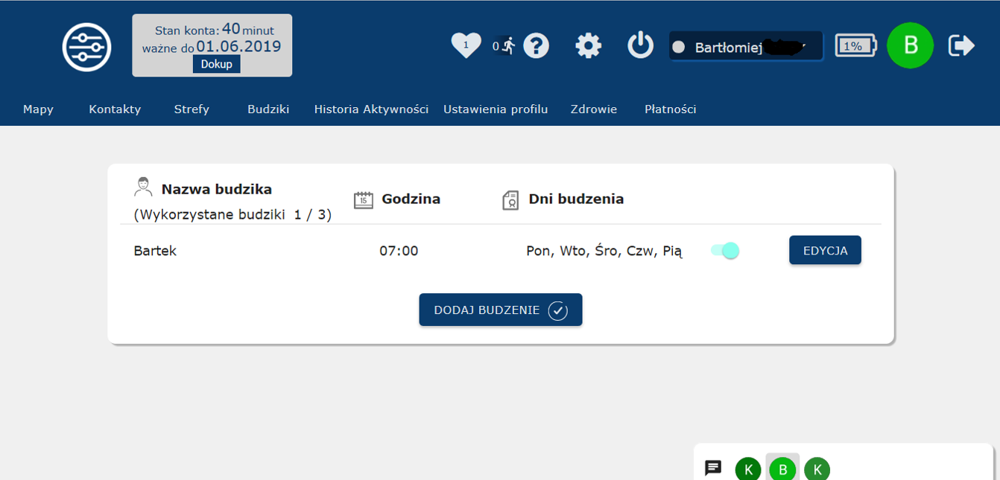 Stan konta: 40 minut
ważne do 01.06.2019
Dokup
1
0
?
Bartłomiej
1%
B
Mapy Kontakty Strefy Budziki Historia Aktywności Ustawienia profilu Zdrowie Płatności
Nazwa budzika
(Wykorzystane budziki 1 / 3)
15
Godzina
Dni budzenia
Bartek 07:00 Pon, Wto, Śro, Czw, Pią EDYCJA
DODAJ BUDZENIE
K B K